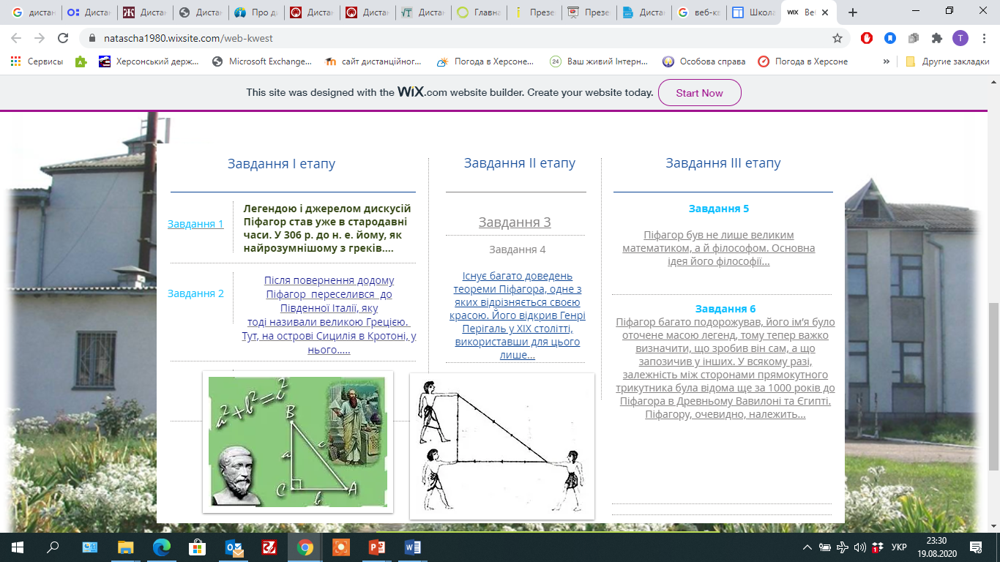 дистан
Дистан
Дистан
Дистан
Про ди
Дистан
Дистан
Дистан
Главна
Презе
Презе
Дистан
веб-кв
Школа
Ве
natascha1980.wixsite.com/web-kwest
T
Сервисы
Херсонський держ...
Microsoft Exchange...
сайт дистанційног...
Погода в Херсоне...
24
Ваш живий Інтерн...
Особова справа
Погода в Херсоне
»
Другие закладки
This site was designed with the WiX.com website builder. Create your website today.
Start Now
Завдання І етапу
Завдання 1
Легендою і джерелом дискусій
Піфагор став уже в стародавні
часи. У 306 р. до н. е. йому, як
найрозумнішому з греків....
Завдання 2
Після повернення додому
Піфагор переселився до
Південної Італії, яку
тоді називали великою Грецією.
Тут, на острові Сицилія в Кротоні, у
нього.....
a²+b²=c²
B
a
c
C
b
A
Завдання ІІ етапу
Завдання 3
Завдання 4
Існує багато доведень
теореми Піфагора, одне з
яких відрізняється своєю
красою. Його відкрив Генрі
Перігаль у XIX столітті,
використавши для цього
лише...
Завдання ІІІ етапу
Завдання 5
Піфагор був не лише великим
математиком, а й філософом. Основна
ідея його філософії...
Завдання 6
Піфагор багато подорожував, його ім’я було
оточене масою легенд, тому тепер важко
визначити, що зробив він сам, а що
запозичив у інших. У всякому разі,
залежність між сторонами прямокутного
трикутника була відома ще за 1000 років до
Піфагора в Древньому Вавилоні та Єгипті.
Піфагору, очевидно, належить...
УКР
23:30
19.08.2020